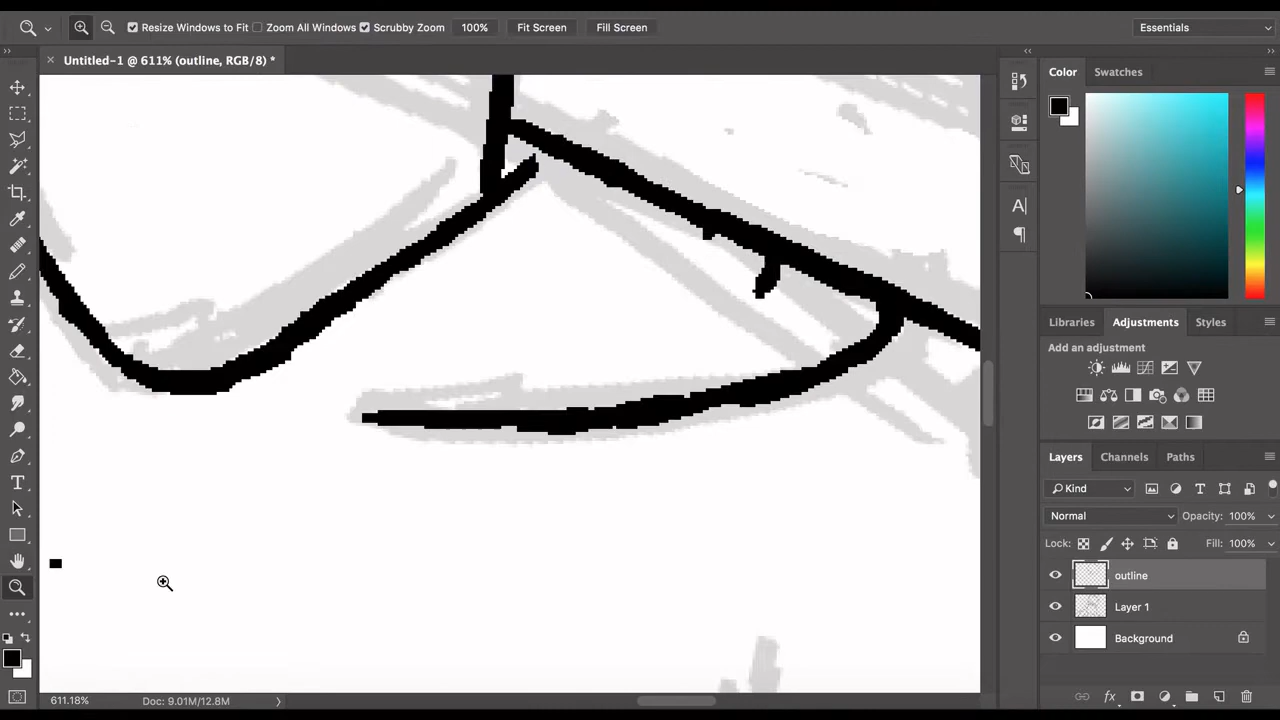 Resize Windows to Fit Zoom All Windows Scrubby Zoom 100% Fit Screen Fill Screen Essentials
× Untitled-1 @ 611% (outline, RGB/8) *
Color Swatches
Libraries Adjustments Styles
Add an adjustment
Layers Channels Paths
Kind
Normal Opacity: 100%
Lock: Fill: 100%
outline
Layer 1
Background
611.18% Doc: 9.01M/12.8M